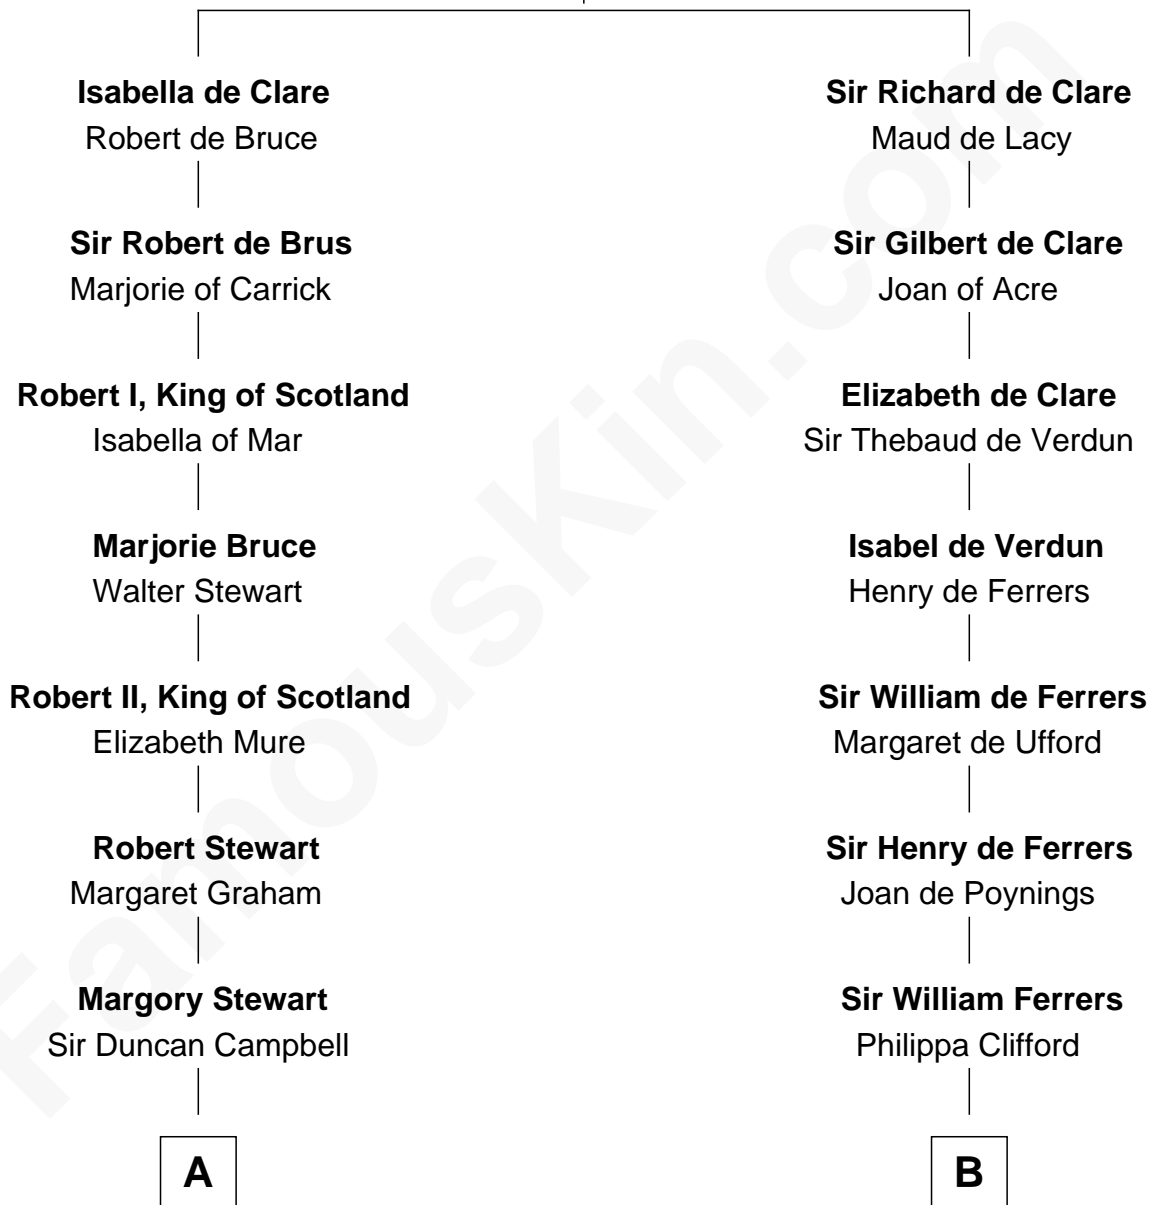 Isabella de Clare
Robert de Bruce
Sir Robert de Brus
Marjorie of Carrick
Robert I, King of Scotland
Isabella of Mar
Marjorie Bruce
Walter Stewart
Robert II, King of Scotland
Elizabeth Mure
Robert Stewart
Margaret Graham
Margory Stewart
Sir Duncan Campbell
A
Sir Richard de Clare
Maud de Lacy
Sir Gilbert de Clare
Joan of Acre
Elizabeth de Clare
Sir Thebaud de Verdun
Isabel de Verdun
Henry de Ferrers
Sir William de Ferrers
Margaret de Ufford
Sir Henry de Ferrers
Joan de Poynings
Sir William Ferrers
Philippa Clifford
B
FamousKin.com